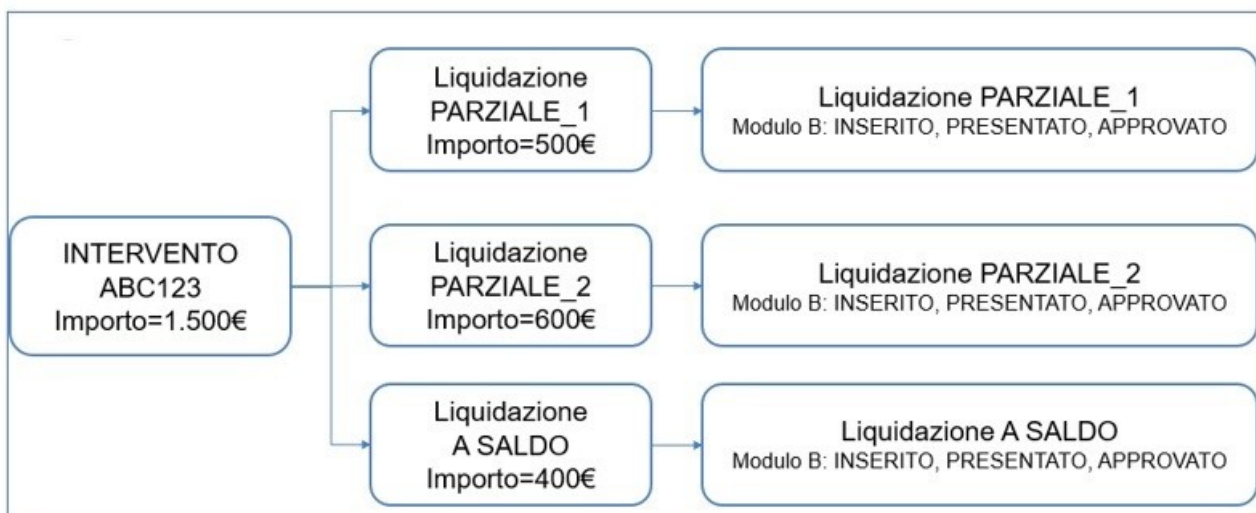 Liquidazione
PARZIALE_1
Importo=500€
Liquidazione PARZIALE_1
Modulo B: INSERITO, PRESENTATO, APPROVATO
INTERVENTO
ABC123
Importo=1.500€
Liquidazione
PARZIALE_2
Importo=600€
Liquidazione PARZIALE_2
Modulo B: INSERITO, PRESENTATO, APPROVATO
Liquidazione
A SALDO
Importo=400€
Liquidazione A SALDO
Modulo B: INSERITO, PRESENTATO, APPROVATO